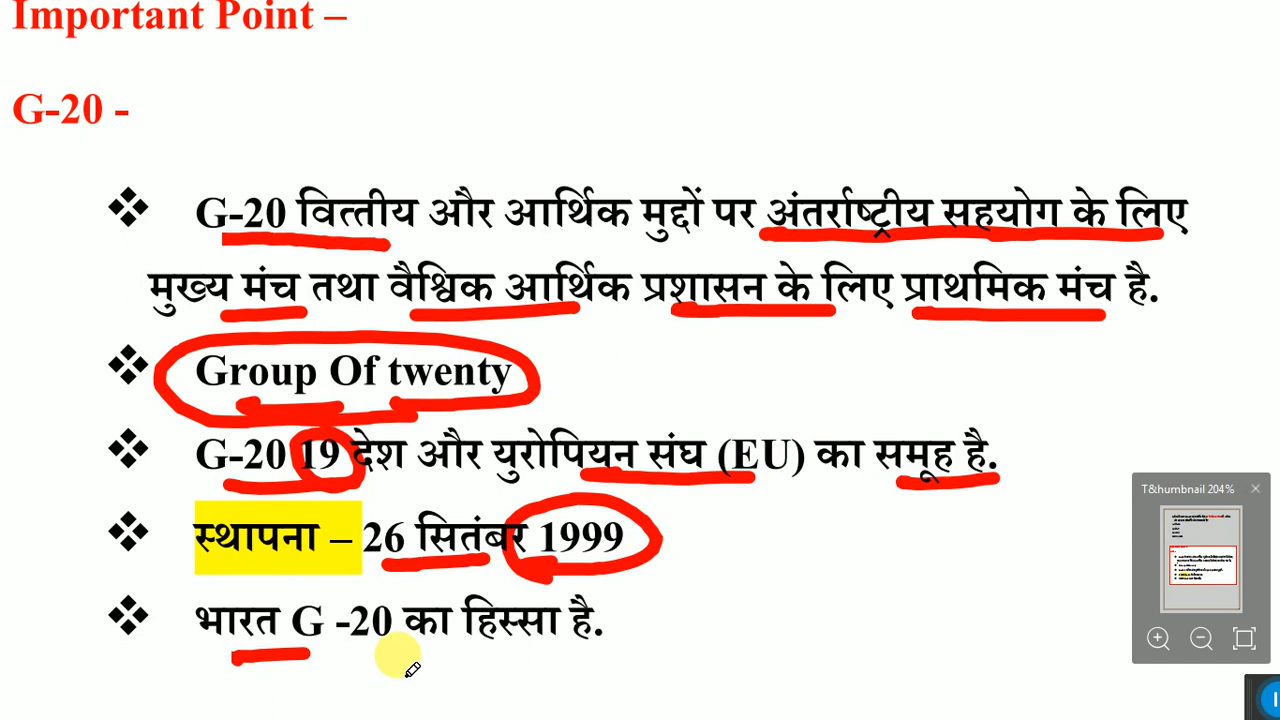 Important Point –
G-20 -
❖ G-20 वित्तीय और आर्थिक मुद्दों पर अंतर्राष्ट्रीय सहयोग के लिए
मुख्य मंच तथा वैश्विक आर्थिक प्रशासन के लिए प्राथमिक मंच है.
❖ Group Of twenty
❖ G-20 19 देश और युरोपियन संघ (EU) का समूह है.
❖ स्थापना – 26 सितंबर 1999
❖ भारत G -20 का हिस्सा है.
T&humbnail 204%